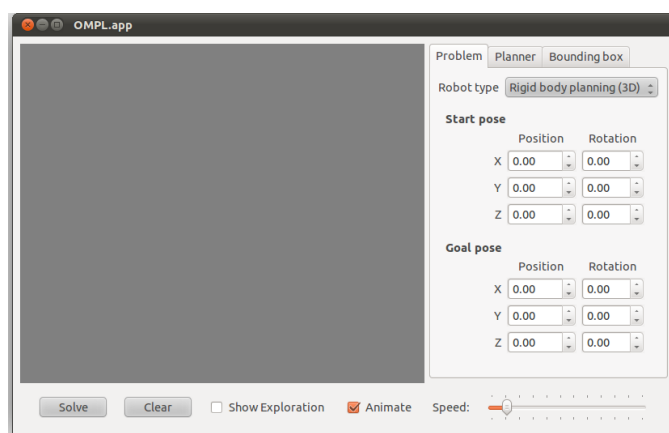 OMPL.app
Problem Planner Bounding box
Robot type Rigid body planning (3D)
Start pose
Position Rotation
X 0.00 0.00
Y 0.00 0.00
Z 0.00 0.00
Goal pose
Position Rotation
X 0.00 0.00
Y 0.00 0.00
Z 0.00 0.00
Solve Clear Show Exploration Animate Speed: